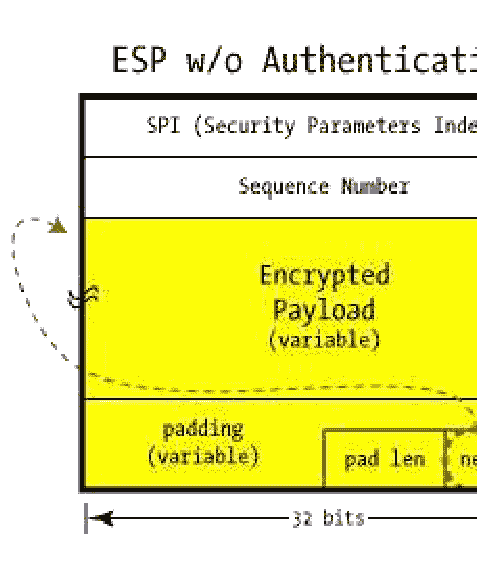 ESP w/o Authenticati
SPI (Security Parameters Inde
Sequence Number
Encrypted
Payload
(variable)
padding
(variable)
pad len
ne
32 bits